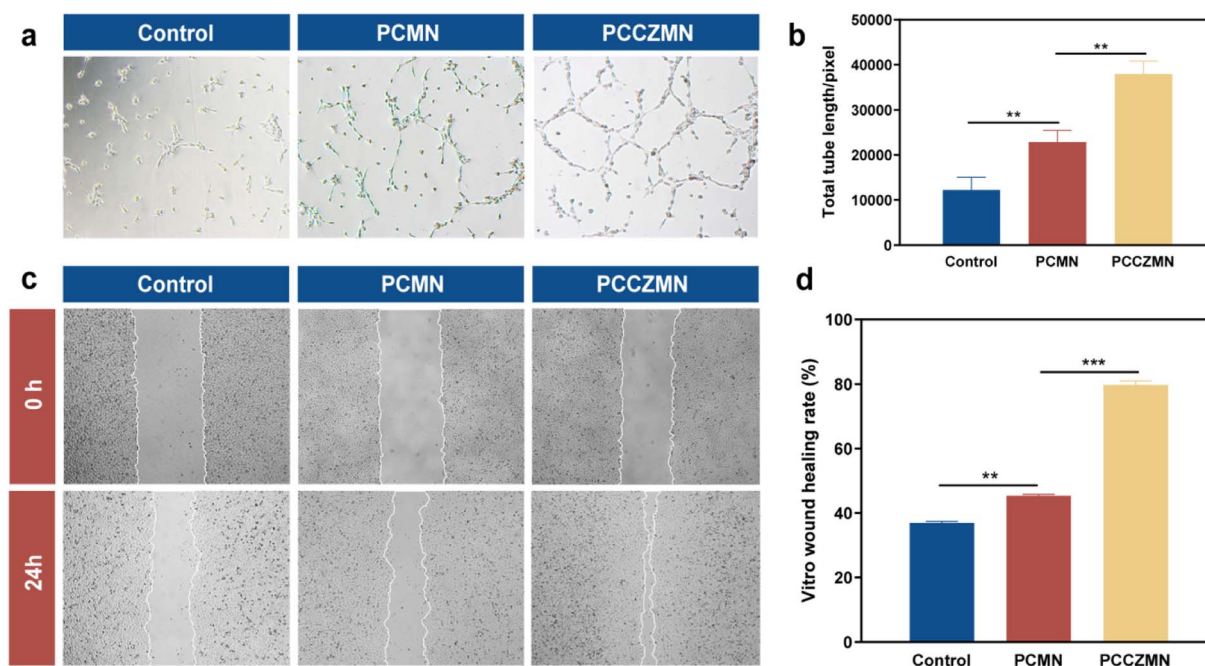 a
Control PCMN PCCZMN
b
Total tube length/pixel
50000
40000
30000
20000
10000
0
**
**
Control PCMN PCCZMN
c
Control PCMN PCCZMN
0 h
24h
d
Vitro wound healing rate (%)
100
80
60
40
20
0
**
***
Control PCMN PCCZMN